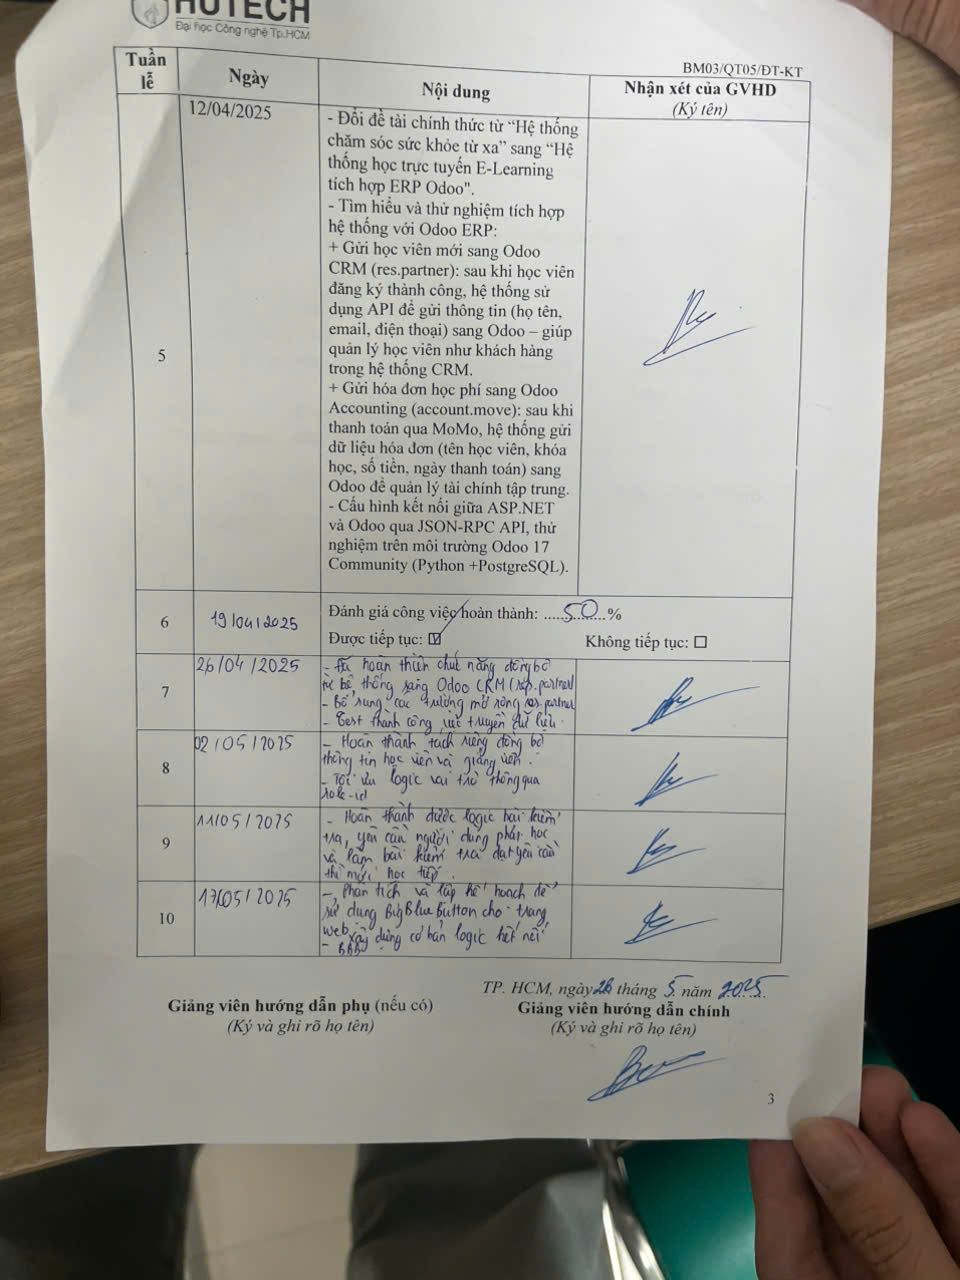 HUTECH
Đại học Công nghệ Tp.HCM
BM03/QT05/ĐT-KT
Tuần lễ
Ngày
Nội dung
Nhận xét của GVHD
(Ký tên)
5
12/04/2025
- Đổi đề tài chính thức từ “Hệ thống
chăm sóc sức khỏe từ xa” sang “Hệ
thống học trực tuyến E-Learning
tích hợp ERP Odoo".
- Tìm hiểu và thử nghiệm tích hợp
hệ thống với Odoo ERP:
+ Gửi học viên mới sang Odoo
CRM (res.partner): sau khi học viên
đăng ký thành công, hệ thống sử
dụng API để gửi thông tin (họ tên,
email, điện thoại) sang Odoo – giúp
quản lý học viên như khách hàng
trong hệ thống CRM.
+ Gửi hóa đơn học phí sang Odoo
Accounting (account.move): sau khi
thanh toán qua MoMo, hệ thống gửi
dữ liệu hóa đơn (tên học viên, khóa
học, số tiền, ngày thanh toán) sang
Odoo để quản lý tài chính tập trung.
- Cấu hình kết nối giữa ASP.NET
và Odoo qua JSON-RPC API, thử
nghiệm trên môi trường Odoo 17
Community (Python +PostgreSQL).
6
19/04/2025
Đánh giá công việc hoàn thành: .....50...%
Được tiếp tục: ☑
Không tiếp tục: ☐
7
26/04/2025
- Đã hoàn thiện chức năng đồng bộ
từ hệ thống sang Odoo CRM (res.partner)
- Bổ sung các trường mở rộng res.partner
- Test thành công việc truyền dữ liệu.
8
02/05/2025
- Hoàn thành tách riêng đồng bộ
thông tin học viên và giảng viên.
- Tối ưu logic vai trò thông qua
role-id
9
11/05/2025
- Hoàn thành được logic bài kiểm
tra, yêu cầu người dùng phải học
và làm bài kiểm tra đạt yêu cầu
thì mới học tiếp.
10
17/05/2025
- Phân tích và lập kế hoạch để
sử dụng BigBlueButton cho trang
web
- Xây dựng cơ bản logic kết nối
BBB
TP. HCM, ngày 26 tháng 5 năm 2025
Giảng viên hướng dẫn phụ (nếu có)
(Ký và ghi rõ họ tên)
Giảng viên hướng dẫn chính
(Ký và ghi rõ họ tên)
3